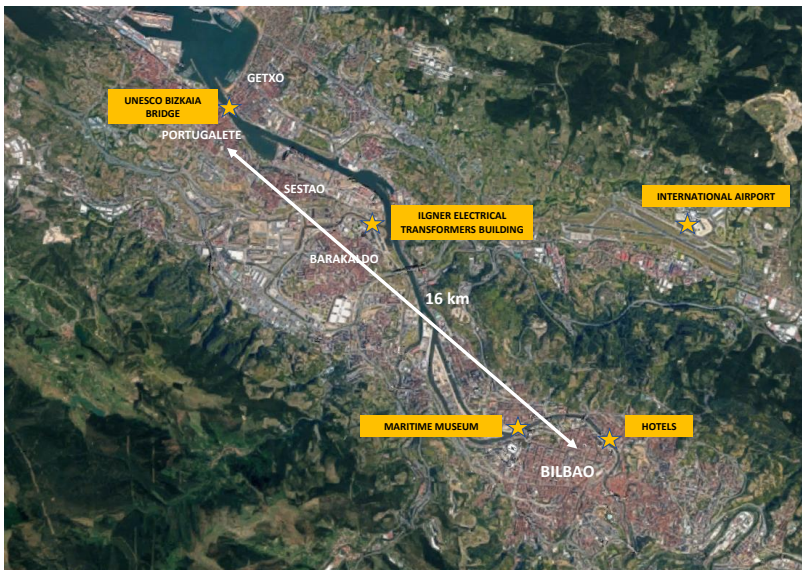 GETXO
UNESCO BIZKAIA
BRIDGE
PORTUGALETE
SESTAO
INTERNATIONAL AIRPORT
ILGNER ELECTRICAL
TRANSFORMERS BUILDING
BARAKALDO
16 km
MARITIME MUSEUM
HOTELS
BILBAO